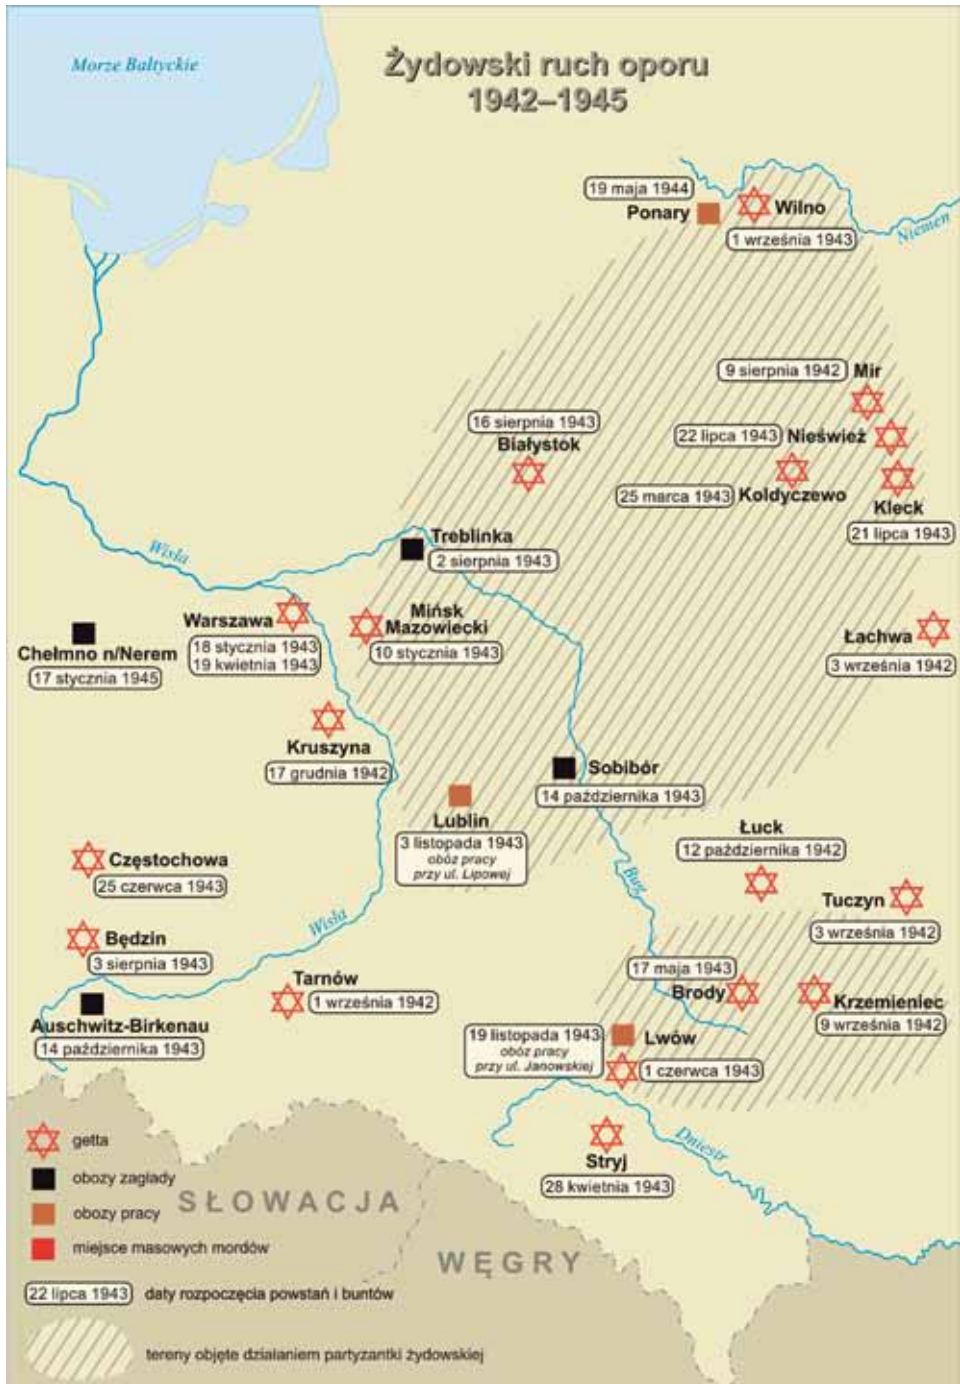 Żydowski ruch oporu
1942–1945
Morze Bałtyckie
19 maja 1944
Ponary
Wilno
1 września 1943
Niemen
9 sierpnia 1942
Mir
22 lipca 1943
Nieśwież
16 sierpnia 1943
Białystok
25 marca 1943
Kołdyczewo
Kleck
21 lipca 1943
Treblinka
2 sierpnia 1943
Wisła
Warszawa
18 stycznia 1943
19 kwietnia 1943
Mińsk
Mazowiecki
10 stycznia 1943
Łachwa
3 września 1942
Chełmno n/Nerem
17 stycznia 1945
Kruszyna
17 grudnia 1942
Sobibór
14 października 1943
Lublin
3 listopada 1943
obóz pracy
przy ul. Lipowej
Łuck
12 października 1942
Częstochowa
25 czerwca 1943
Bug
Tuczyn
3 września 1942
Będzin
3 sierpnia 1943
Wisła
17 maja 1943
Brody
Krzemieniec
9 września 1942
Tarnów
1 września 1942
Auschwitz-Birkenau
14 października 1943
19 listopada 1943
obóz pracy
przy ul. Janowskiej
Lwów
1 czerwca 1943
Dniestr
Stryj
28 kwietnia 1943
SŁOWACJA
WĘGRY
getta
obozy zagłady
obozy pracy
miejsce masowych mordów
22 lipca 1943
daty rozpoczęcia powstań i buntów
tereny objęte działaniem partyzantki żydowskiej